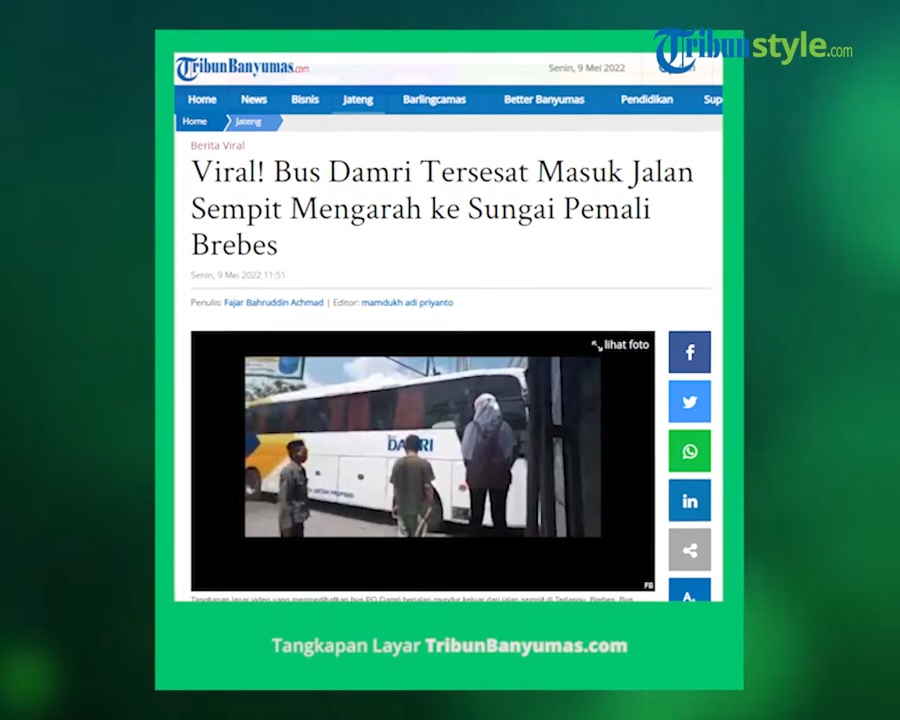 Tribunstyle.com
TribunBanyumas.com
Senin, 9 Mei 2022
Home News Bisnis Jateng Barlingcamas Better Banyumas Pendidikan Sup
Home Jateng
Berita Viral
Viral! Bus Damri Tersesat Masuk Jalan
Sempit Mengarah ke Sungai Pemali
Brebes
Senin, 9 Mei 2022 11:51
Penulis: Fajar Bahruddin Achmad | Editor: mamdukh adi priyanto
lihat foto
DAMRI
FB
A
Tangkapan Layar TribunBanyumas.com